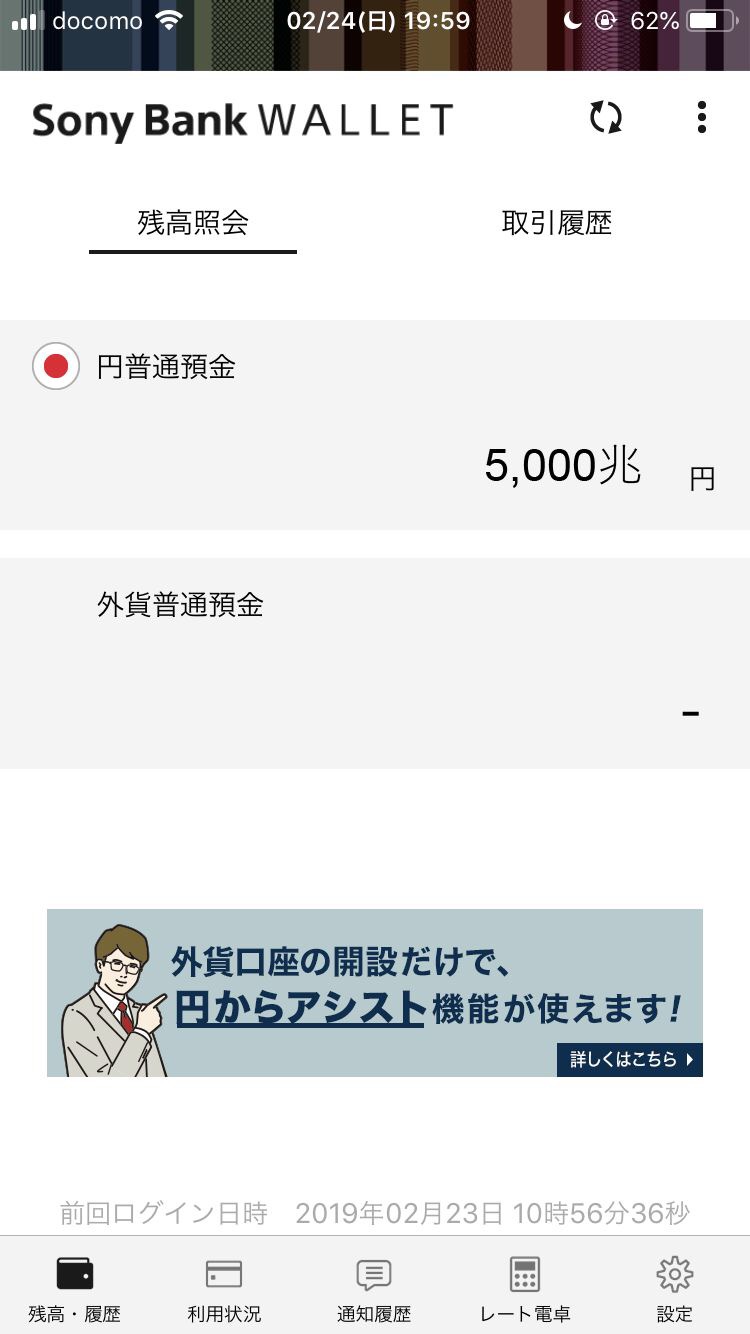 docomo 02/24(日) 19:59 62%
Sony Bank WALLET
残高照会 取引履歴
円普通預金
5,000兆 円
外貨普通預金
-
外貨口座の開設だけで、
円からアシスト機能が使えます!
詳しくはこちら
前回ログイン日時 2019年02月23日 10時56分36秒
残高・履歴 利用状況 通知履歴 レート電卓 設定